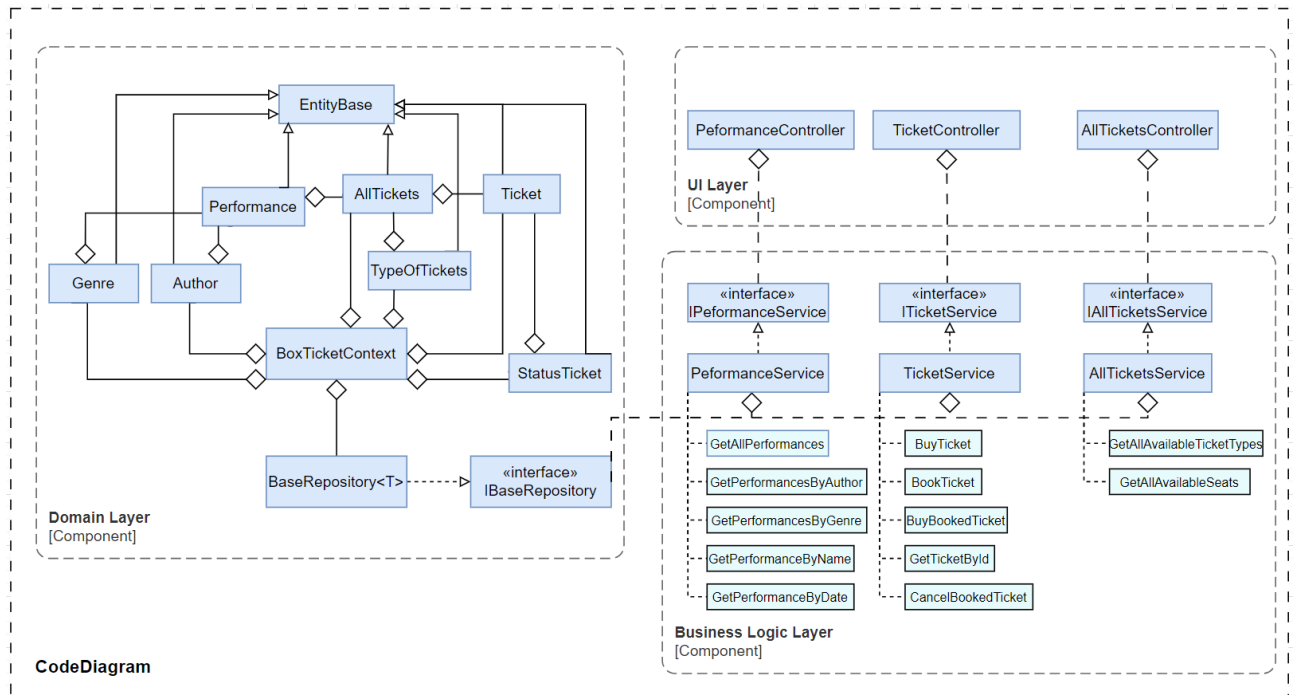 EntityBase
Performance
AllTickets
Ticket
Genre
Author
TypeOfTickets
BoxTicketContext
StatusTicket
BaseRepository<T>
«interface»
IBaseRepository
Domain Layer
[Component]
PeformanceController
TicketController
AllTicketsController
UI Layer
[Component]
«interface»
IPeformanceService
«interface»
ITicketService
«interface»
IAllTicketsService
PeformanceService
TicketService
AllTicketsService
GetAllPerformances
GetPerformancesByAuthor
GetPerformancesByGenre
GetPerformanceByName
GetPerformanceByDate
BuyTicket
BookTicket
BuyBookedTicket
GetTicketById
CancelBookedTicket
GetAllAvailableTicketTypes
GetAllAvailableSeats
Business Logic Layer
[Component]
CodeDiagram